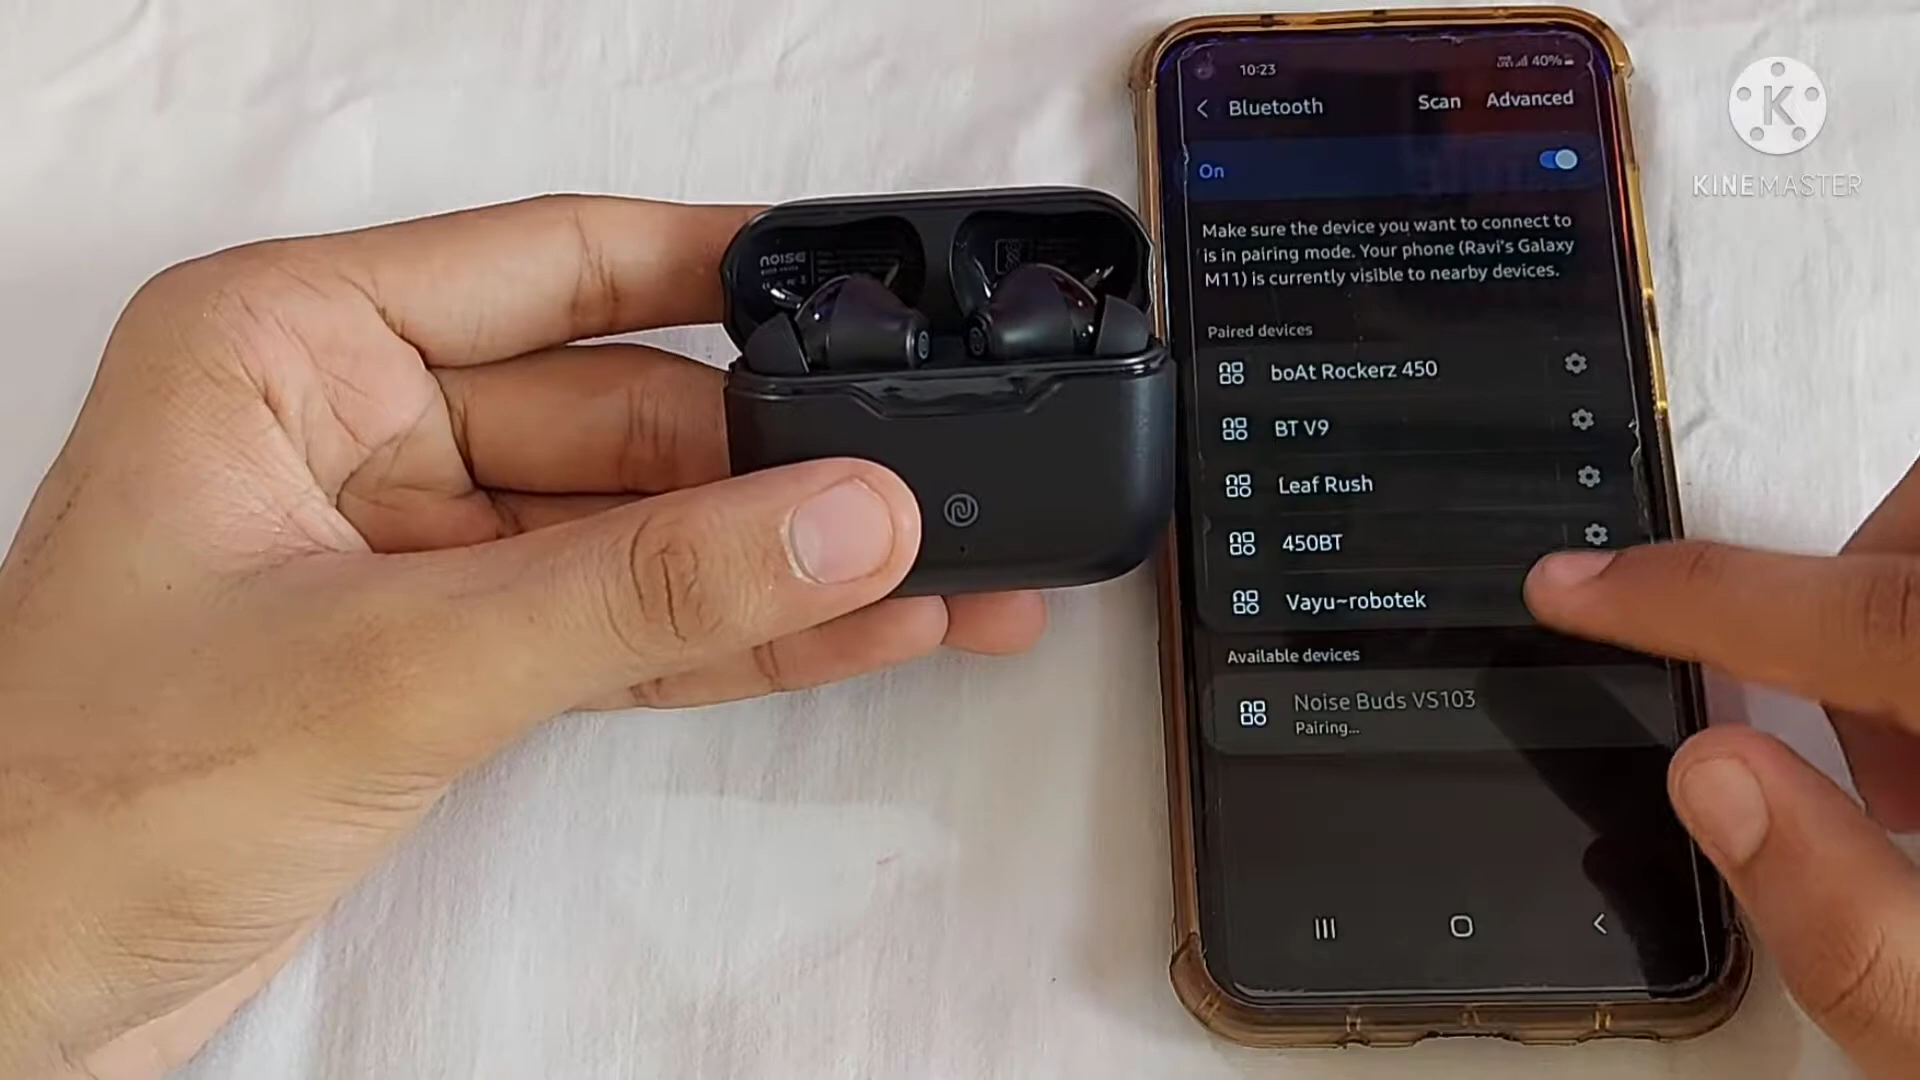 10:23
40%
Bluetooth
Scan
Advanced
On
Make sure the device you want to connect to
is in pairing mode. Your phone (Ravi's Galaxy
M11) is currently visible to nearby devices.
Paired devices
boAt Rockerz 450
BT V9
Leaf Rush
450BT
Vayu~robotek
Available devices
Noise Buds VS103
Pairing...
noise
K
KINEMASTER